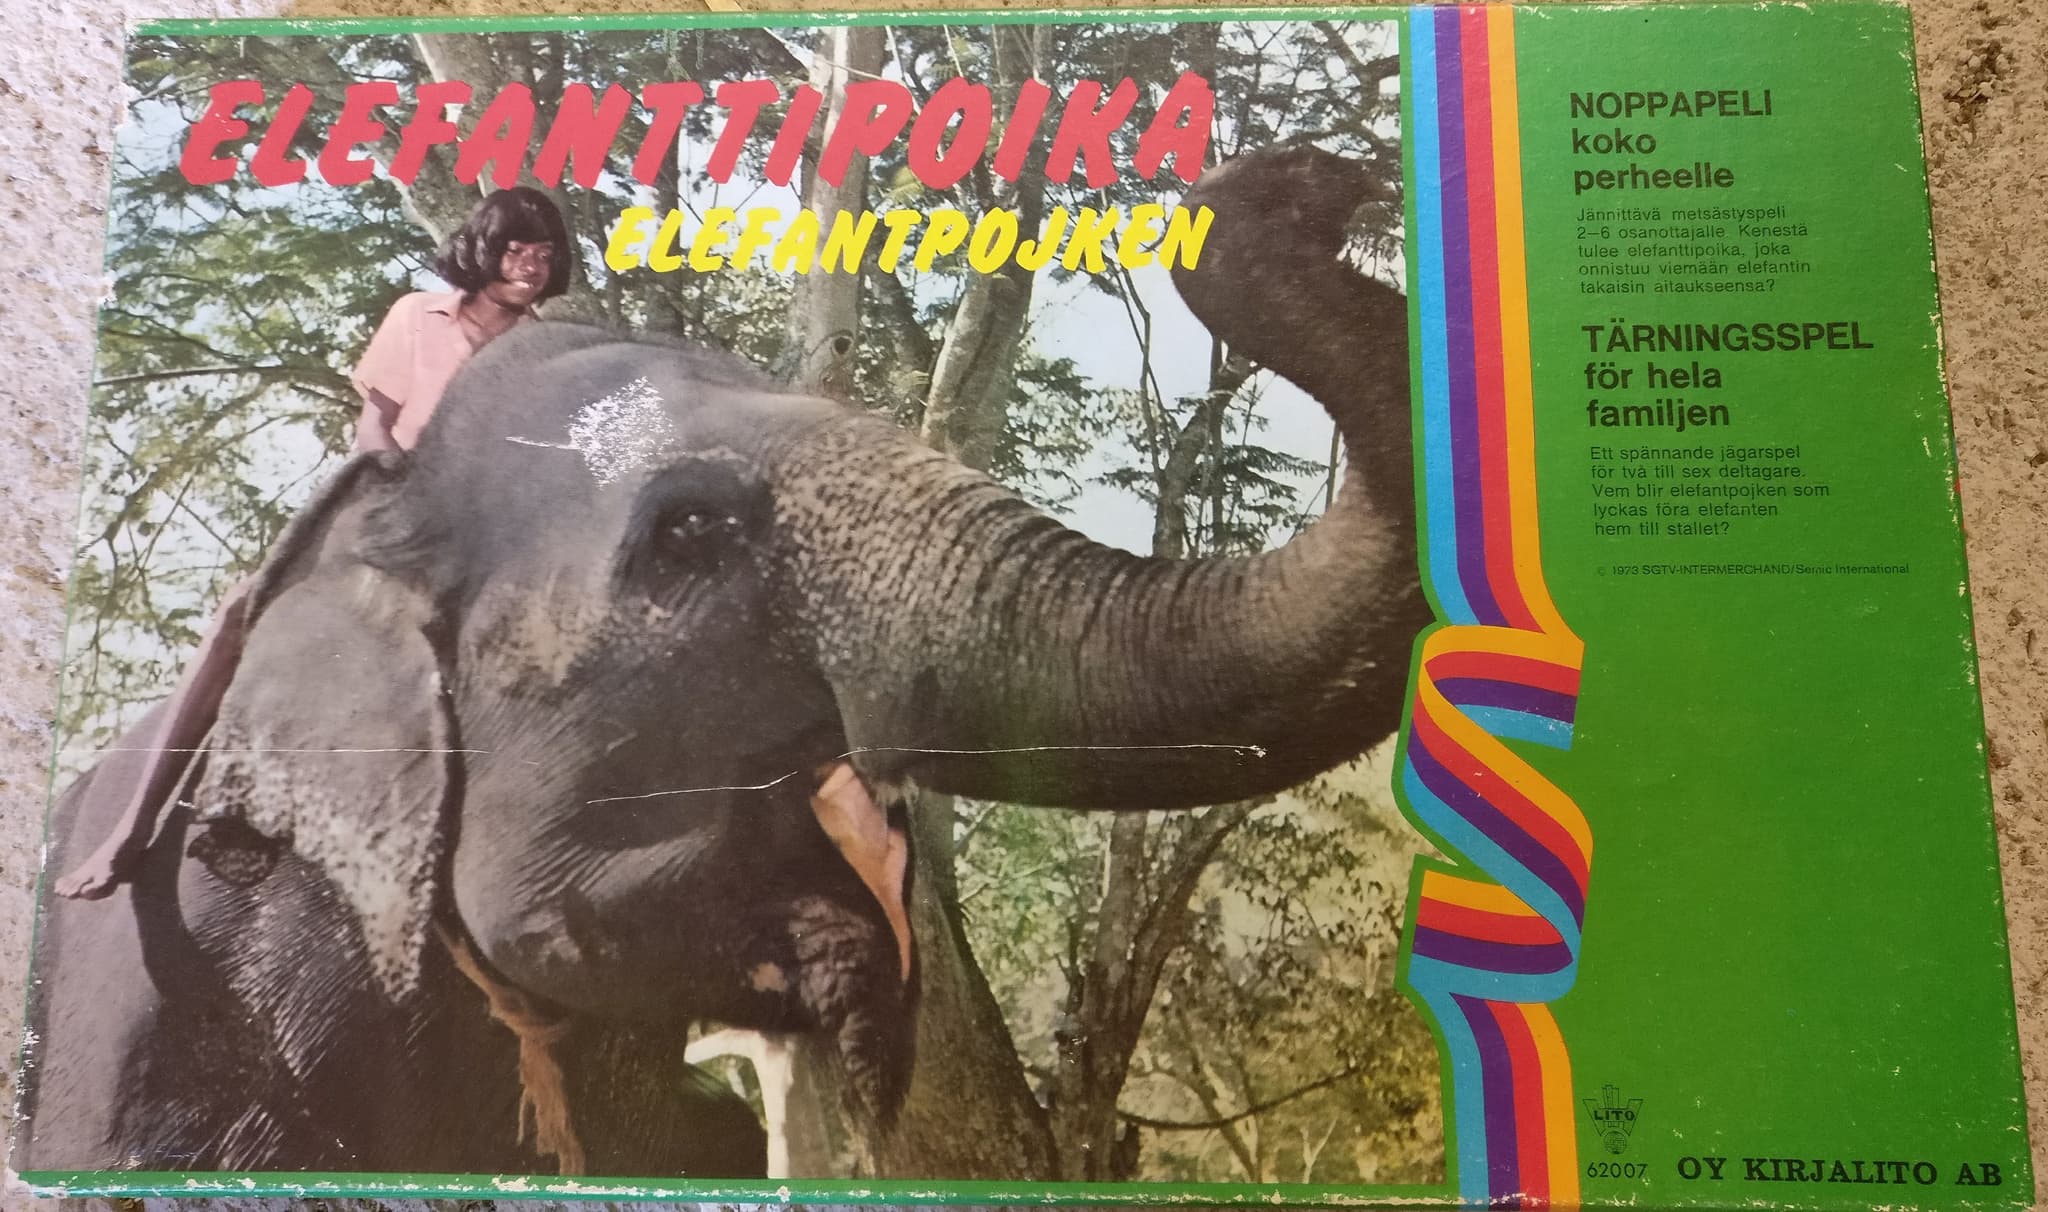 ELEFANTTIPOIKA
ELEFANTPOJKEN
NOPPAPELI
koko
perheelle
Jännittävä metsästyspeli
2–6 osanottajalle. Kenestä
tulee elefanttipoika, joka
onnistuu viemään elefantin
takaisin aitaukseensa?
TÄRNINGSSPEL
för hela
familjen
Ett spännande jägarspel
för två till sex deltagare.
Vem blir elefantpojken som
lyckas föra elefanten
hem till stallet?
© 1973 SGTV-INTERMERCHAND/Semic International
LITO
62007
OY KIRJALITO AB